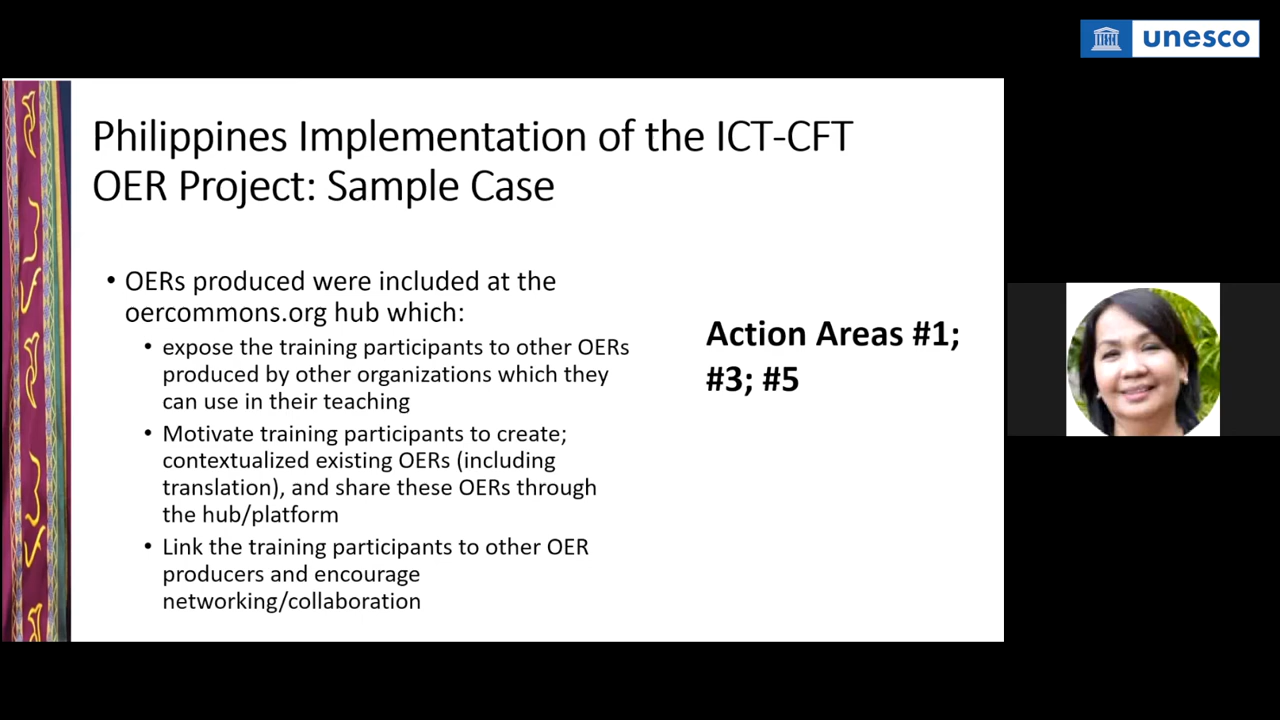 unesco
Philippines Implementation of the ICT-CFT
OER Project: Sample Case
• OERs produced were included at the
oercommons.org hub which:
• expose the training participants to other OERs
produced by other organizations which they
can use in their teaching
• Motivate training participants to create;
contextualized existing OERs (including
translation), and share these OERs through
the hub/platform
• Link the training participants to other OER
producers and encourage
networking/collaboration
Action Areas #1;
#3; #5